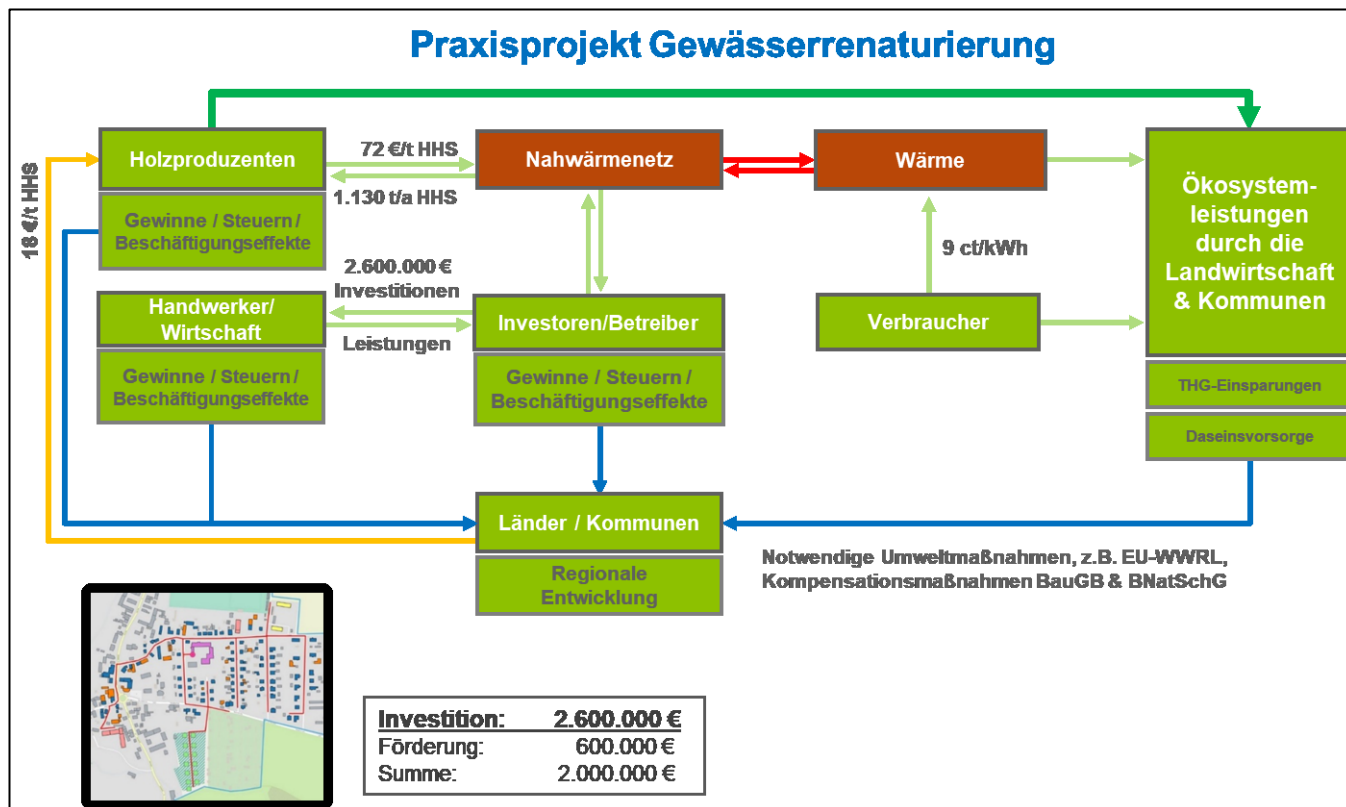 Praxisprojekt Gewässerrenaturierung
18 €/t HHS
Holzproduzenten
Gewinne / Steuern /
Beschäftigungseffekte
72 €/t HHS
1.130 t/a HHS
Nahwärmenetz
Wärme
Ökosystem-
leistungen
durch die
Landwirtschaft
& Kommunen
THG-Einsparungen
Daseinsvorsorge
9 ct/kWh
2.600.000 €
Investitionen
Handwerker/
Wirtschaft
Leistungen
Investoren/Betreiber
Verbraucher
Gewinne / Steuern /
Beschäftigungseffekte
Gewinne / Steuern /
Beschäftigungseffekte
Länder / Kommunen
Regionale
Entwicklung
Notwendige Umweltmaßnahmen, z.B. EU-WWRL,
Kompensationsmaßnahmen BauGB & BNatSchG
Investition: 2.600.000 €
Förderung: 600.000 €
Summe: 2.000.000 €